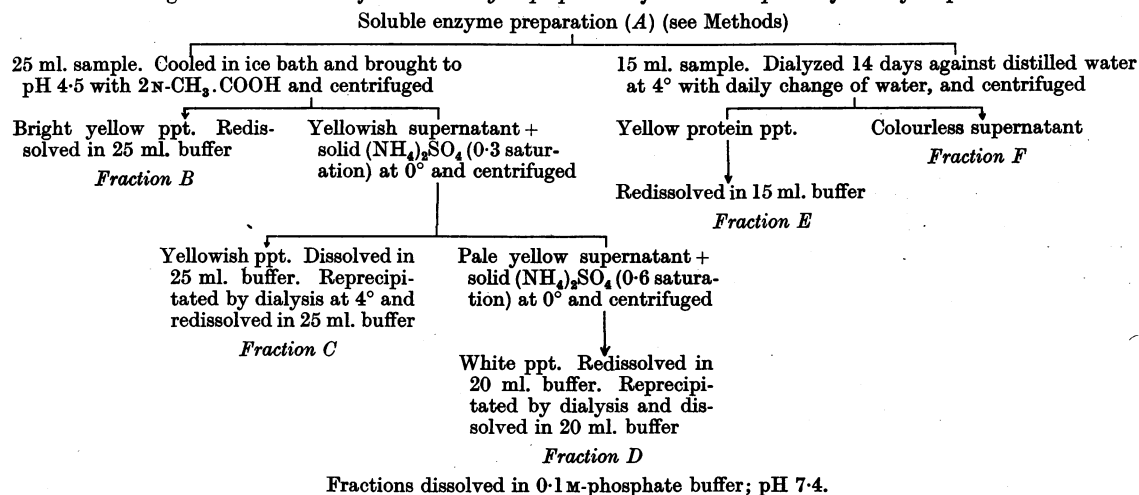 Soluble enzyme preparation (A) (see Methods)
25 ml. sample. Cooled in ice bath and brought to
pH 4·5 with 2N-CH₃.COOH and centrifuged
15 ml. sample. Dialyzed 14 days against distilled water
at 4° with daily change of water, and centrifuged
Bright yellow ppt. Redis-
solved in 25 ml. buffer
Fraction B
Yellowish supernatant +
solid (NH₄)₂SO₄ (0·3 satur-
ation) at 0° and centrifuged
Yellow protein ppt.
Colourless supernatant
Fraction F
Redissolved in 15 ml. buffer
Fraction E
Yellowish ppt. Dissolved in
25 ml. buffer. Reprecipi-
tated by dialysis at 4° and
redissolved in 25 ml. buffer
Fraction C
Pale yellow supernatant +
solid (NH₄)₂SO₄ (0·6 satura-
tion) at 0° and centrifuged
White ppt. Redissolved in
20 ml. buffer. Reprecipi-
tated by dialysis and dis-
solved in 20 ml. buffer
Fraction D
Fractions dissolved in 0·1M-phosphate buffer; pH 7·4.